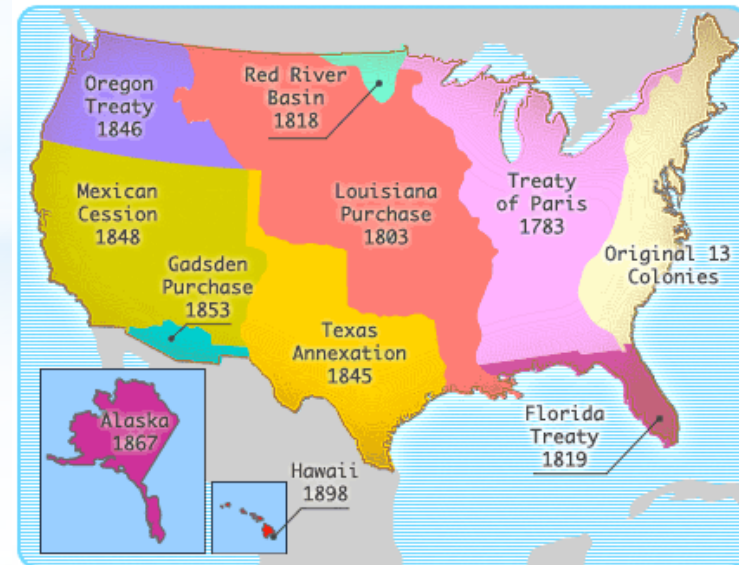 Oregon
Treaty
1846
Red River
Basin
1818
Mexican
Cession
1848
Louisiana
Purchase
1803
Treaty
of Paris
1783
Original 13
Colonies
Gadsden
Purchase
1853
Texas
Annexation
1845
Florida
Treaty
1819
Alaska
1867
Hawaii
1898